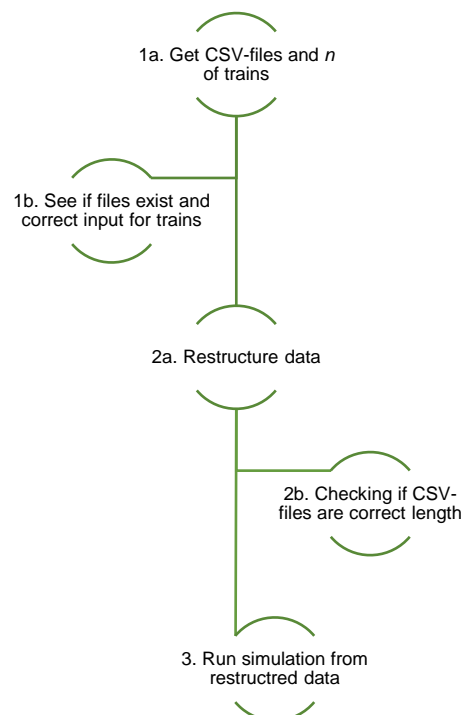 1a. Get CSV-files and n
of trains
1b. See if files exist and
correct input for trains
2a. Restructure data
2b. Checking if CSV-
files are correct length
3. Run simulation from
restructred data